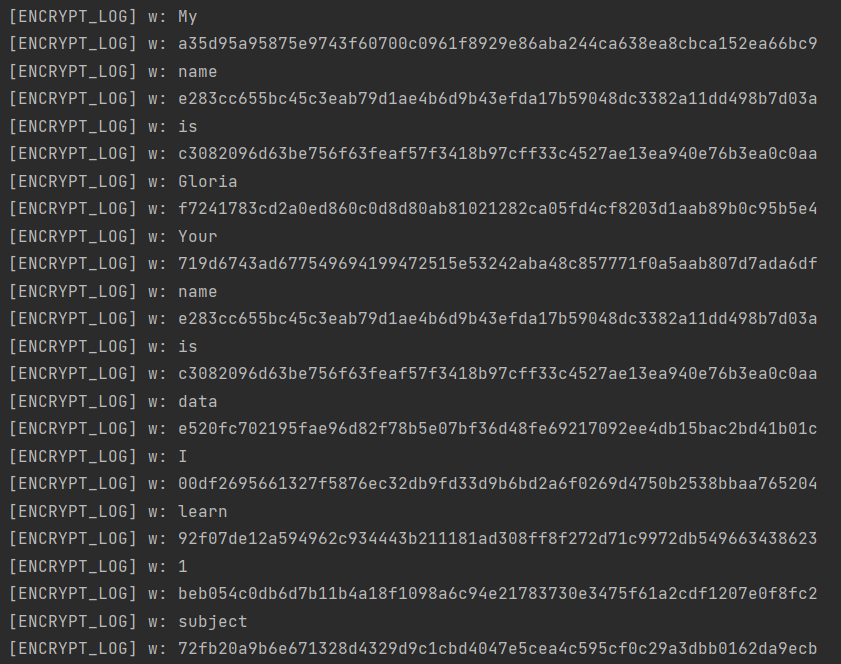 [ENCRYPT_LOG] w: My
[ENCRYPT_LOG] w: a35d95a95875e9743f60700c0961f8929e86aba244ca638ea8cbca152ea66bc9
[ENCRYPT_LOG] w: name
[ENCRYPT_LOG] w: e283cc655bc45c3eab79d1ae4b6d9b43efda17b59048dc3382a11dd498b7d03a
[ENCRYPT_LOG] w: is
[ENCRYPT_LOG] w: c3082096d63be756f63feaf57f3418b97cff33c4527ae13ea940e76b3ea0c0aa
[ENCRYPT_LOG] w: Gloria
[ENCRYPT_LOG] w: f7241783cd2a0ed860c0d8d80ab81021282ca05fd4cf8203d1aab89b0c95b5e4
[ENCRYPT_LOG] w: Your
[ENCRYPT_LOG] w: 719d6743ad677549694199472515e53242aba48c857771f0a5aab807d7ada6df
[ENCRYPT_LOG] w: name
[ENCRYPT_LOG] w: e283cc655bc45c3eab79d1ae4b6d9b43efda17b59048dc3382a11dd498b7d03a
[ENCRYPT_LOG] w: is
[ENCRYPT_LOG] w: c3082096d63be756f63feaf57f3418b97cff33c4527ae13ea940e76b3ea0c0aa
[ENCRYPT_LOG] w: data
[ENCRYPT_LOG] w: e520fc702195fae96d82f78b5e07bf36d48fe69217092ee4db15bac2bd41b01c
[ENCRYPT_LOG] w: I
[ENCRYPT_LOG] w: 00df2695661327f5876ec32db9fd33d9b6bd2a6f0269d4750b2538bbaa765204
[ENCRYPT_LOG] w: learn
[ENCRYPT_LOG] w: 92f07de12a594962c934443b211181ad308ff8f272d71c9972db549663438623
[ENCRYPT_LOG] w: 1
[ENCRYPT_LOG] w: beb054c0db6d7b11b4a18f1098a6c94e21783730e3475f61a2cdf1207e0f8fc2
[ENCRYPT_LOG] w: subject
[ENCRYPT_LOG] w: 72fb20a9b6e671328d4329d9c1cbd4047e5cea4c595cf0c29a3dbb0162da9ecb